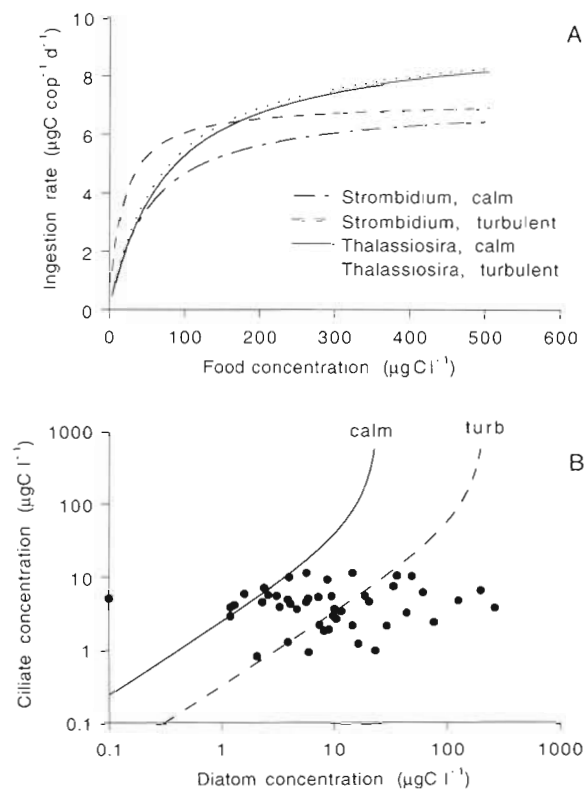 A
10
8
6
4
2
0
Ingestion rate (µgC cop⁻¹ d⁻¹)
Strombidium, calm
Strombidium, turbulent
Thalassiosira, calm
Thalassiosira, turbulent
0 100 200 300 400 500 600
Food concentration (µgC l⁻¹)
B
calm turb
1000
100
10
1
0.1
Ciliate concentration (µgC l⁻¹)
0.1 1 10 100 1000
Diatom concentration (µgC l⁻¹)